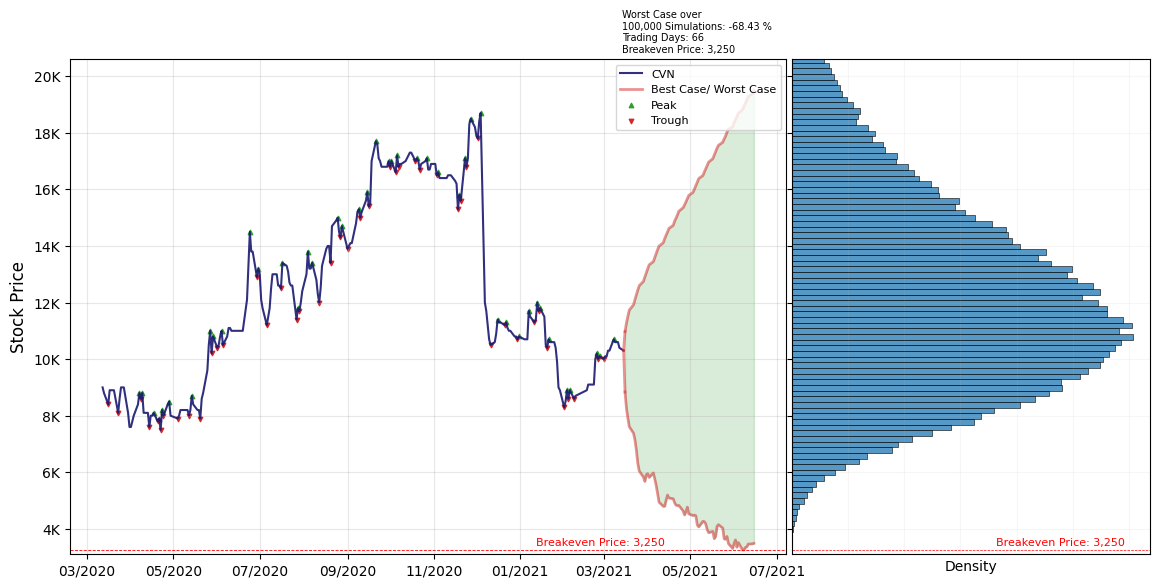 Worst Case over
100,000 Simulations: -68.43 %
Trading Days: 66
Breakeven Price: 3,250
CVN
Best Case/ Worst Case
Peak
Trough
Stock Price
20K
18K
16K
14K
12K
10K
8K
6K
4K
Breakeven Price: 3,250
Breakeven Price: 3,250
03/2020
05/2020
07/2020
09/2020
11/2020
01/2021
03/2021
05/2021
07/2021
Density